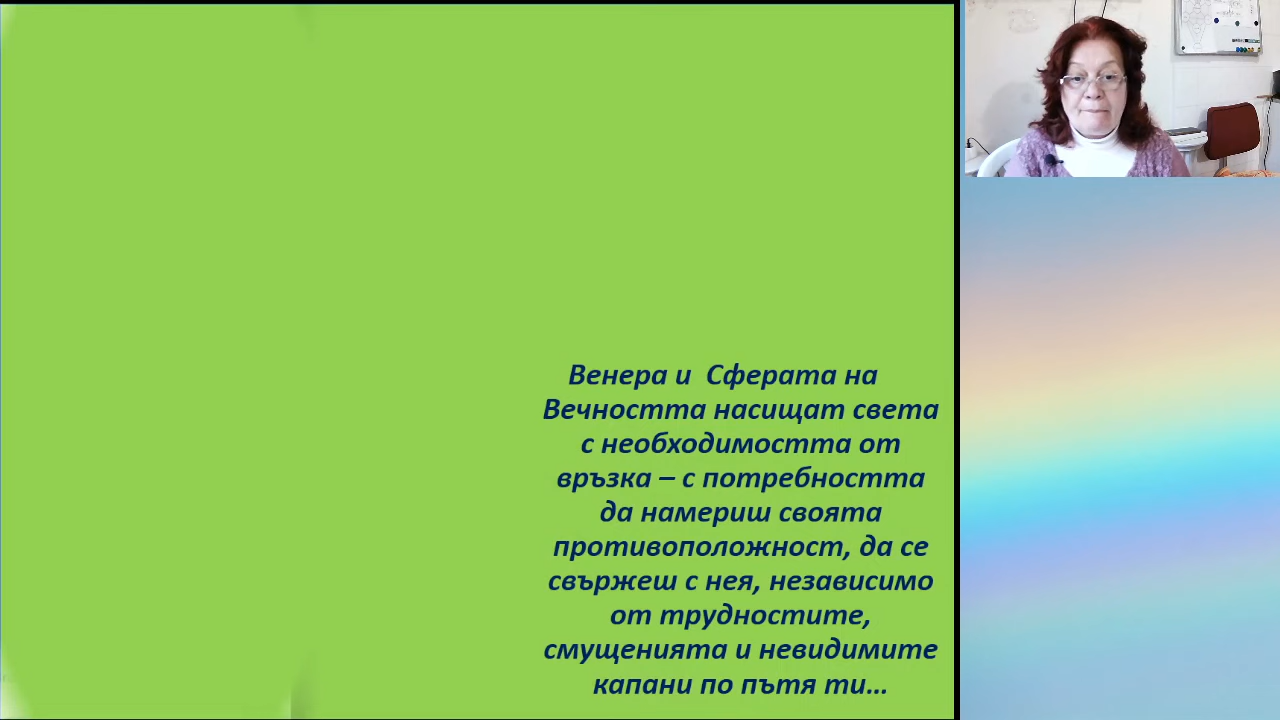 Венера и Сферата на
Вечността насищат света
с необходимостта от
връзка – с потребността
да намериш своята
противоположност, да се
свържеш с нея, независимо
от трудностите,
смущенията и невидимите
капани по пътя ти...